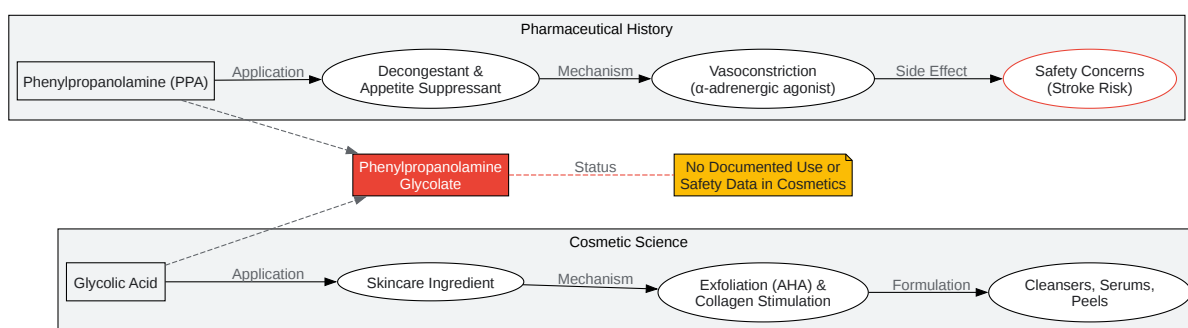 Pharmaceutical History
Phenylpropanolamine (PPA)
Application
Decongestant &
Appetite Suppressant
Mechanism
Vasoconstriction
(α-adrenergic agonist)
Side Effect
Safety Concerns
(Stroke Risk)
Phenylpropanolamine
Glycolate
Status
No Documented Use or
Safety Data in Cosmetics
Cosmetic Science
Glycolic Acid
Application
Skincare Ingredient
Mechanism
Exfoliation (AHA) &
Collagen Stimulation
Formulation
Cleansers, Serums,
Peels